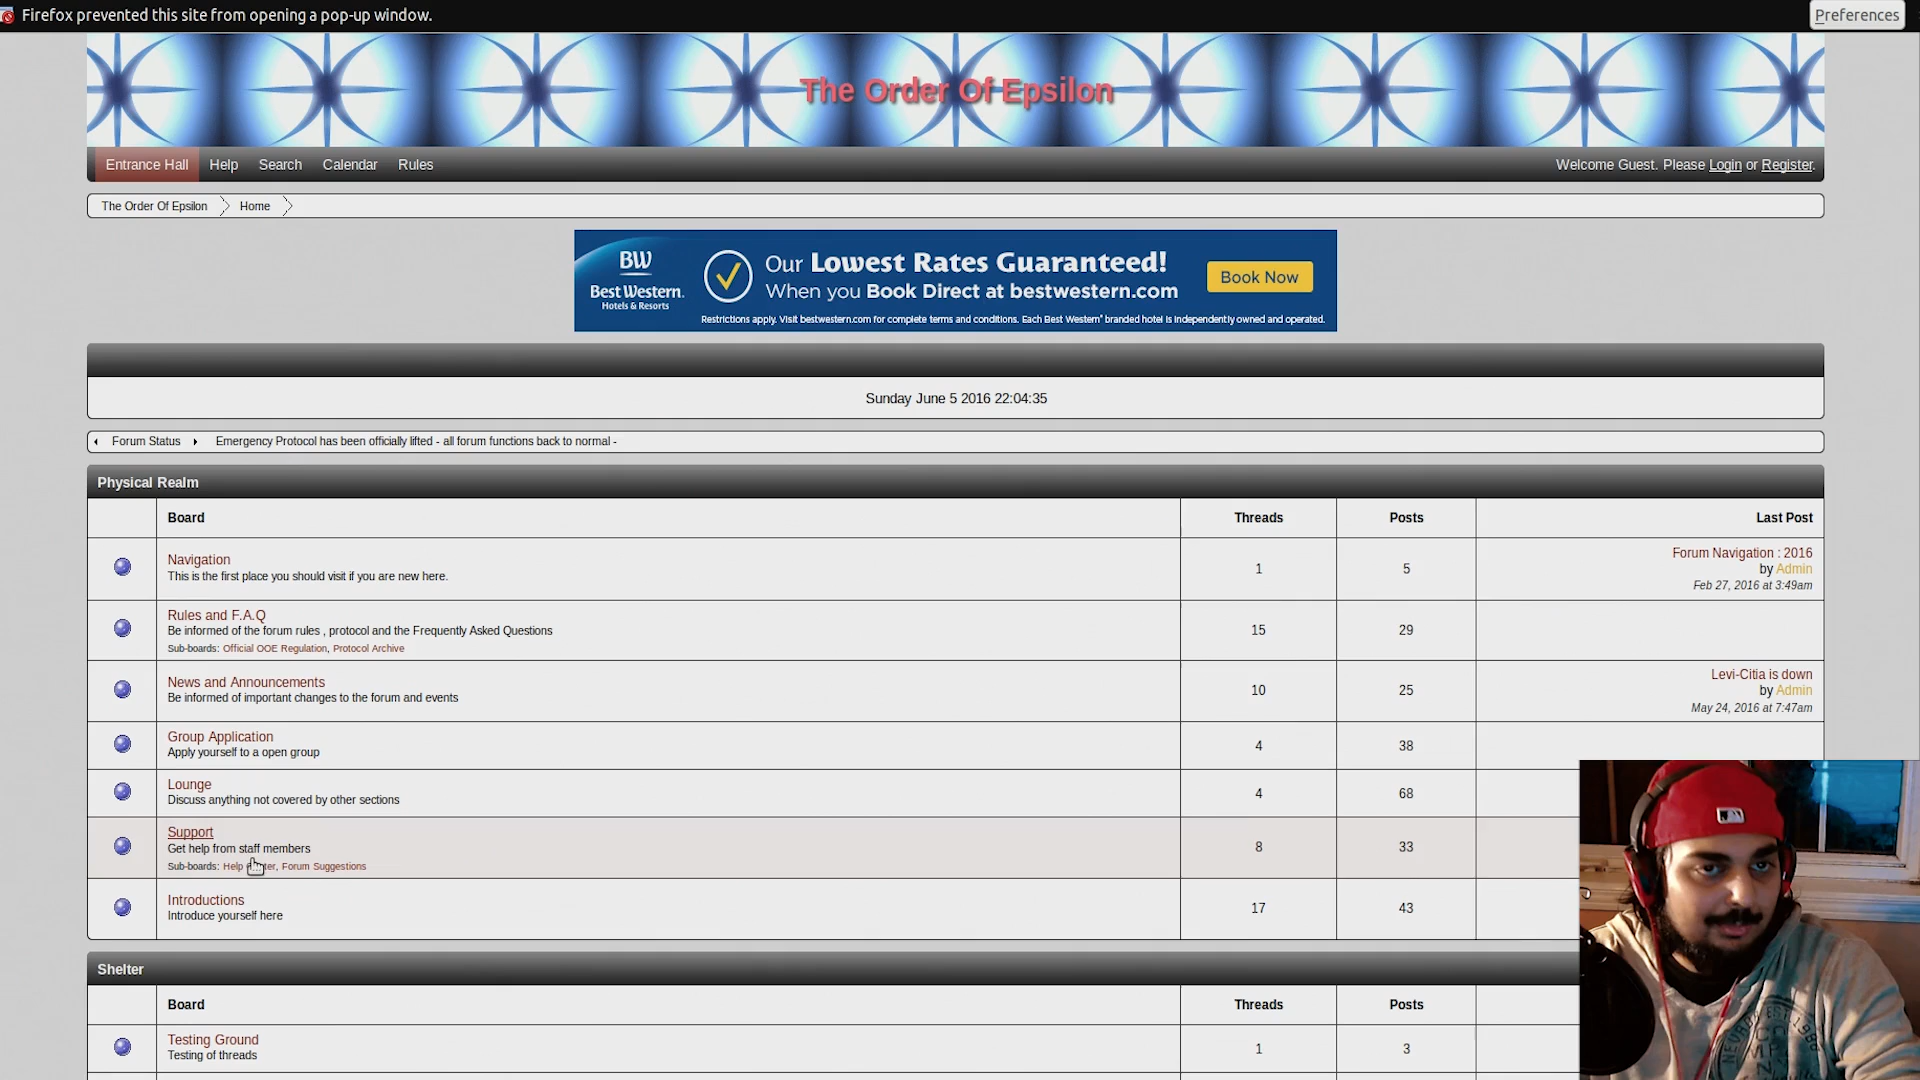 Firefox prevented this site from opening a pop-up window.
Preferences
The Order Of Epsilon
Entrance Hall Help Search Calendar Rules
Welcome Guest. Please Login or Register.
The Order Of Epsilon Home
BW
Best Western.
Hotels & Resorts
Our Lowest Rates Guaranteed!
When you Book Direct at bestwestern.com
Book Now
Restrictions apply. Visit bestwestern.com for complete terms and conditions. Each Best Western® branded hotel is independently owned and operated.
Sunday June 5 2016 22:04:35
Forum Status Emergency Protocol has been officially lifted - all forum functions back to normal -
Physical Realm
Board Threads Posts Last Post
Navigation
This is the first place you should visit if you are new here.
1 5
Forum Navigation : 2016
by Admin
Feb 27, 2016 at 3:49am
Rules and F.A.Q
Be informed of the forum rules , protocol and the Frequently Asked Questions
Sub-boards: Official OOE Regulation, Protocol Archive
15 29
News and Announcements
Be informed of important changes to the forum and events
10 25
Levi-Citia is down
by Admin
May 24, 2016 at 7:47am
Group Application
Apply yourself to a open group
4 38
Lounge
Discuss anything not covered by other sections
4 68
Support
Get help from staff members
Sub-boards: Help , Forum Suggestions
8 33
Introductions
Introduce yourself here
17 43
Shelter
Board Threads Posts
Testing Ground
Testing of threads
1 3